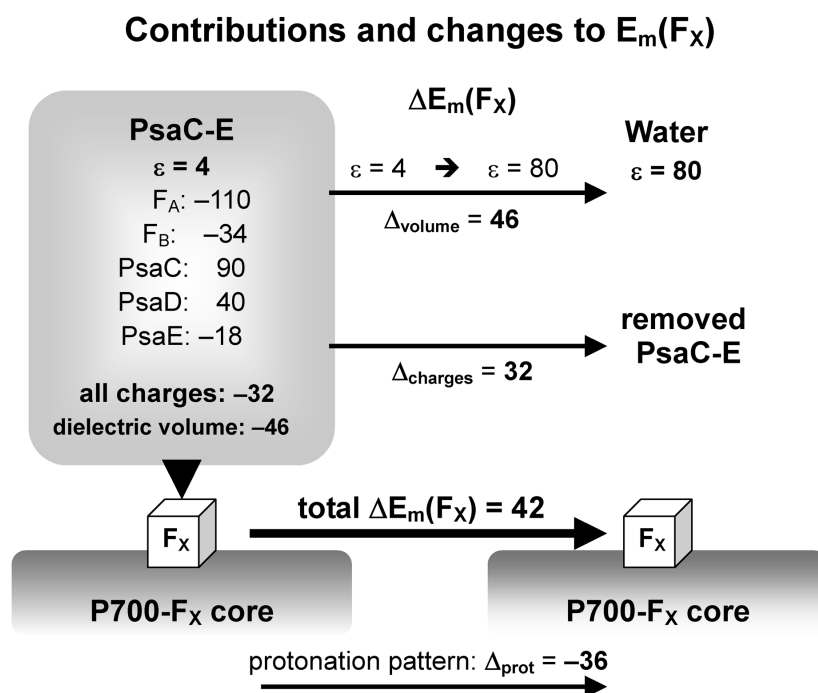 Contributions and changes to Em(FX)
PsaC-E
ε = 4
FA: –110
FB: –34
PsaC: 90
PsaD: 40
PsaE: –18
all charges: –32
dielectric volume: –46
ΔEm(FX)
ε = 4 ➔ ε = 80
Δvolume = 46
Water
ε = 80
Δcharges = 32
removed
PsaC-E
total ΔEm(FX) = 42
FX
FX
P700-FX core
P700-FX core
protonation pattern: Δprot = –36